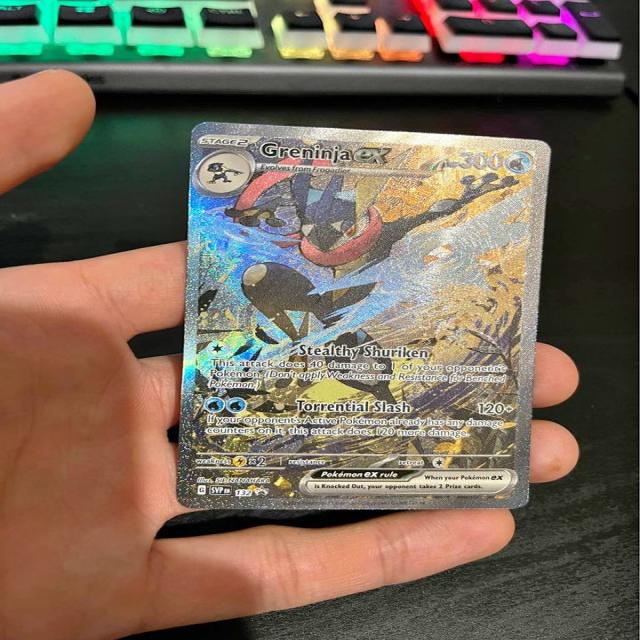 STAGE2 Greninja ex 300
Evolves from Frogadier
Stealthy Shuriken
This attack does 40 damage to 1 of your opponent's
Pokémon. (Don't apply Weakness and Resistance for Benched
Pokémon.)
Torrential Slash 120+
If your opponent's Active Pokémon already has any damage
counters on it, this attack does 120 more damage.
weakness ×2 resistance retreat
Illus.
Pokémon ex rule When your Pokémon ex
is Knocked Out, your opponent takes 2 Prize cards.
G SVP EN 132